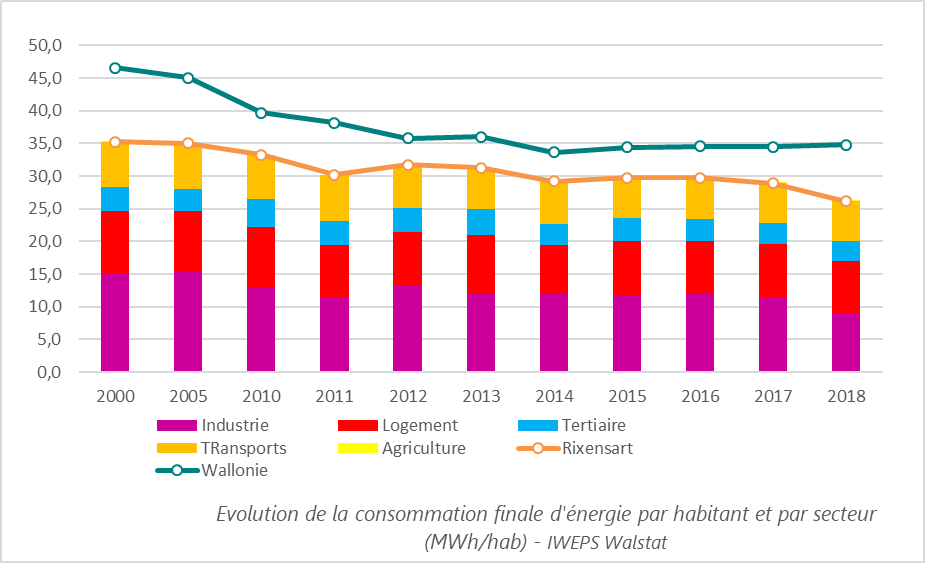 50,0
45,0
40,0
35,0
30,0
25,0
20,0
15,0
10,0
5,0
0,0
2000 2005 2010 2011 2012 2013 2014 2015 2016 2017 2018
Industrie Logement Tertiaire
TRansports Agriculture Rixensart
Wallonie
Evolution de la consommation finale d'énergie par habitant et par secteur
(MWh/hab) - IWEPS Walstat